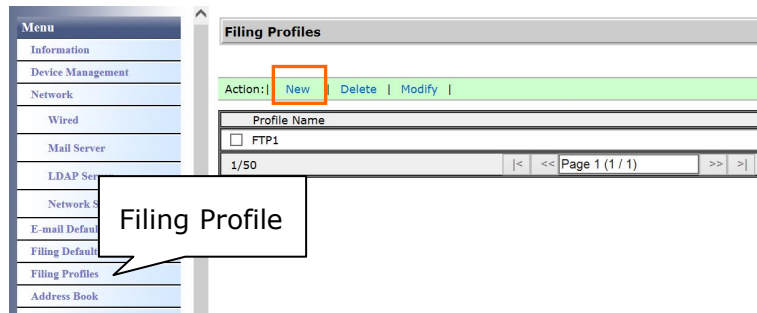 Menu
Information
Device Management
Network
Wired
Mail Server
LDAP Ser
Network S
E-mail Defaul
Filing Default
Filing Profiles
Address Book
Filing Profiles
Action:| New | Delete | Modify |
Profile Name
FTP1
1/50 |< << Page 1 (1 / 1) >> >|
Filing Profile